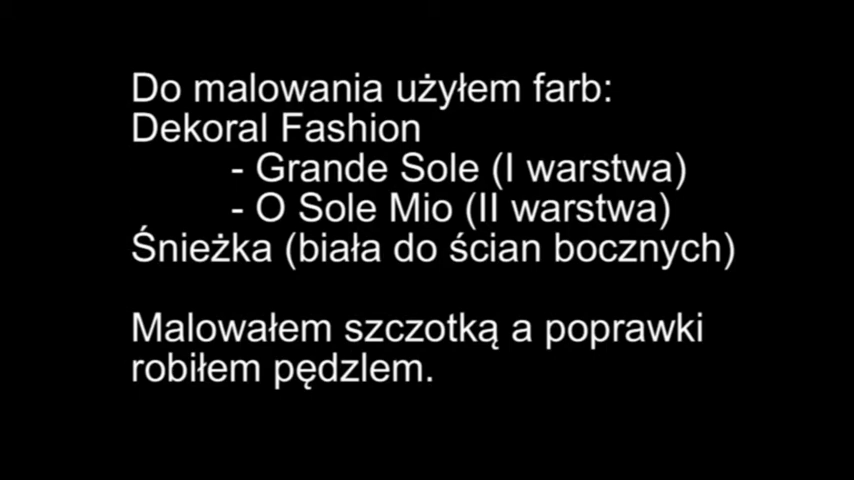 Do malowania użyłem farb:
Dekoral Fashion
- Grande Sole (I warstwa)
- O Sole Mio (II warstwa)
Śnieżka (biała do ścian bocznych)
Malowałem szczotką a poprawki
robiłem pędzlem.